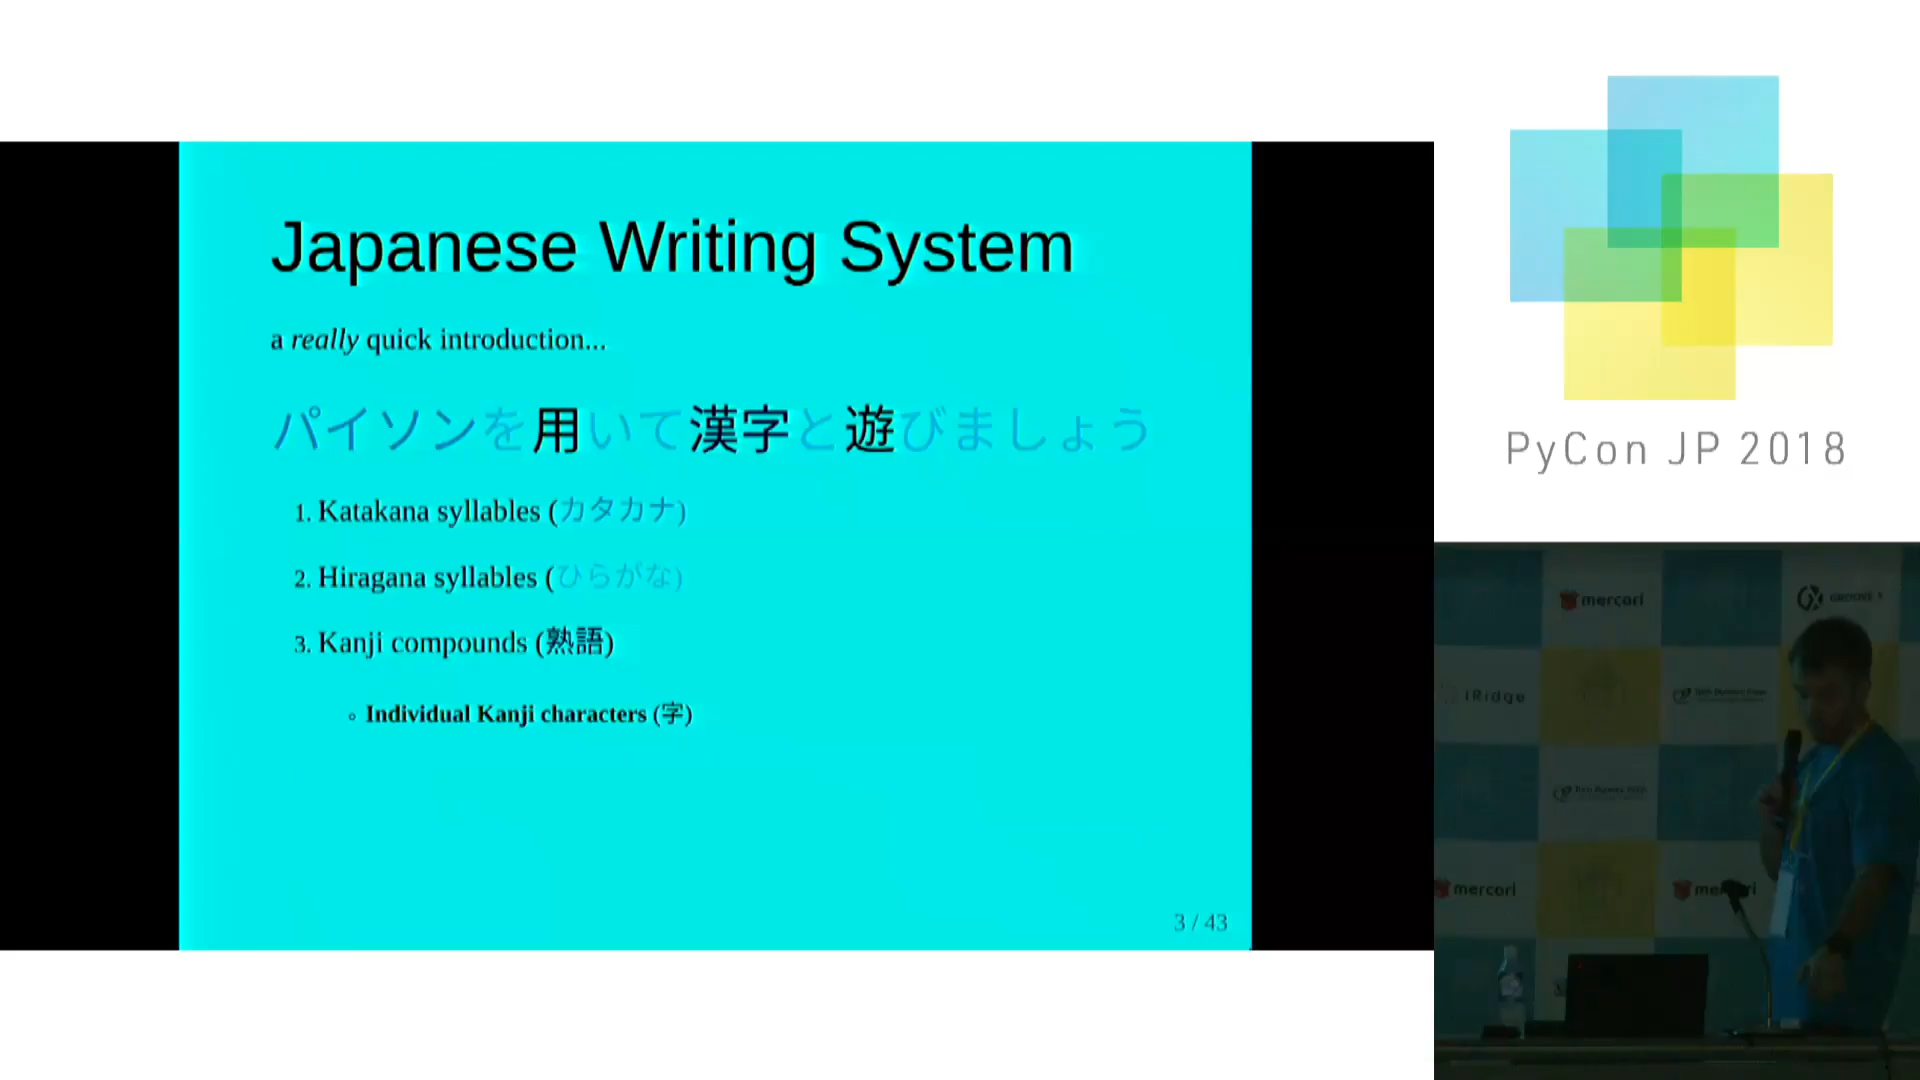 Japanese Writing System
a really quick introduction...
パイソンを用いて漢字と遊びましょう
1. Katakana syllables (カタカナ)
2. Hiragana syllables (ひらがな)
3. Kanji compounds (熟語)
◦ Individual Kanji characters (字)
3 / 43
PyCon JP 2018
mercari
iRidge
mercari
mercari